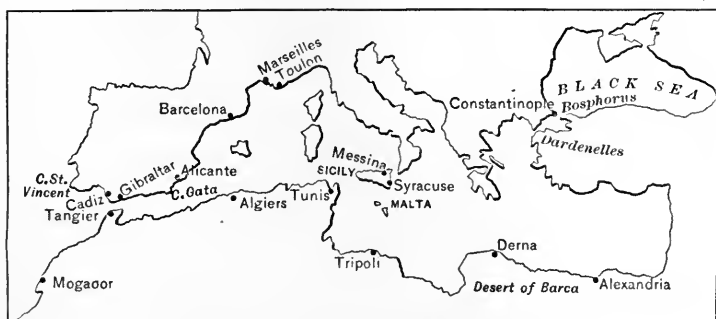 Marseilles
Toulon
BLACK SEA
Constantinople
Bosphorus
Barcelona
Dardenelles
Messina
SICILY
Alicante
Gibraltar
C.St.
Vincent
C.Gata
Syracuse
Cadiz
Tangier
Algiers
Tunis
MALTA
Derna
Tripoli
Mogador
Desert of Barca
Alexandria